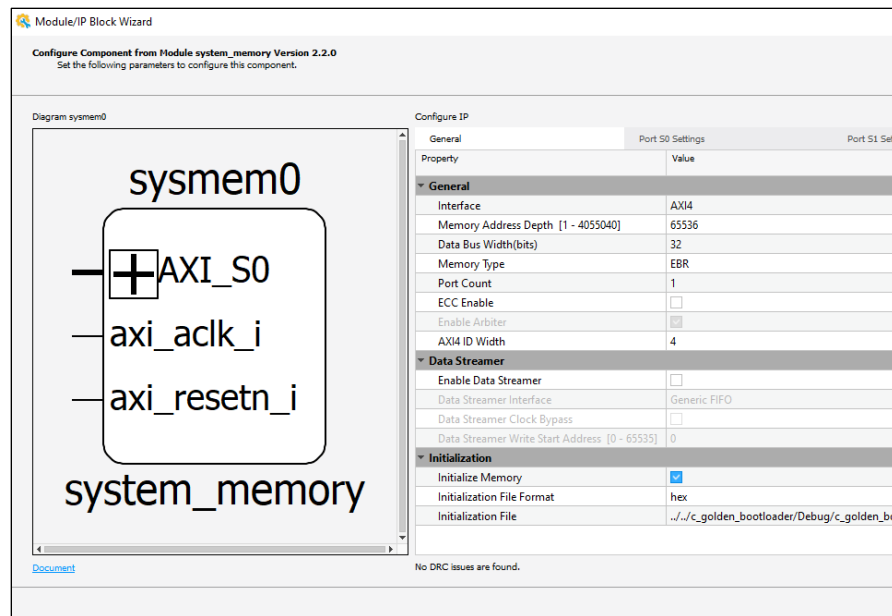 Module/IP Block Wizard
Configure Component from Module system_memory Version 2.2.0
Set the following parameters to configure this component.
Diagram sysmem0
sysmem0
AXI_S0
axi_aclk_i
axi_resetn_i
system_memory
Document
Configure IP
General Port S0 Settings Port S1 Se
Property Value
General
Interface AXI4
Memory Address Depth [1 - 4055040] 65536
Data Bus Width(bits) 32
Memory Type EBR
Port Count 1
ECC Enable
Enable Arbiter
AXI4 ID Width 4
Data Streamer
Enable Data Streamer
Data Streamer Interface Generic FIFO
Data Streamer Clock Bypass
Data Streamer Write Start Address [0 - 65535] 0
Initialization
Initialize Memory
Initialization File Format hex
Initialization File ../../c_golden_bootloader/Debug/c_golden_bo
No DRC issues are found.